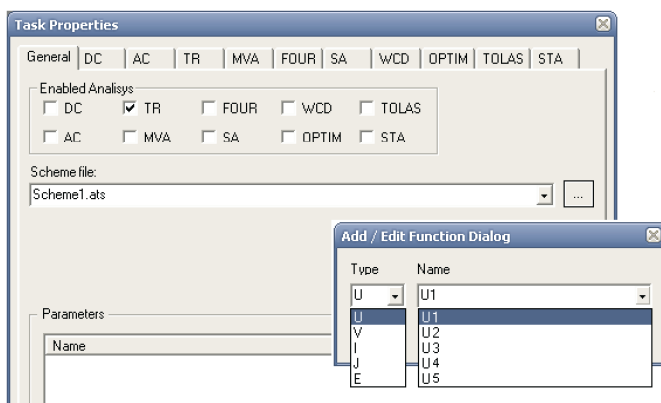 Task Properties
General DC AC TR MVA FOUR SA WCD OPTIM TOLAS STA
Enabled Analisys
DC TR FOUR WCD TOLAS
AC MVA SA OPTIM STA
Scheme file:
Scheme1.ats ...
Add / Edit Function Dialog
Type Name
U U1
U U1
V U2
I U3
J U4
E U5
Parameters
Name